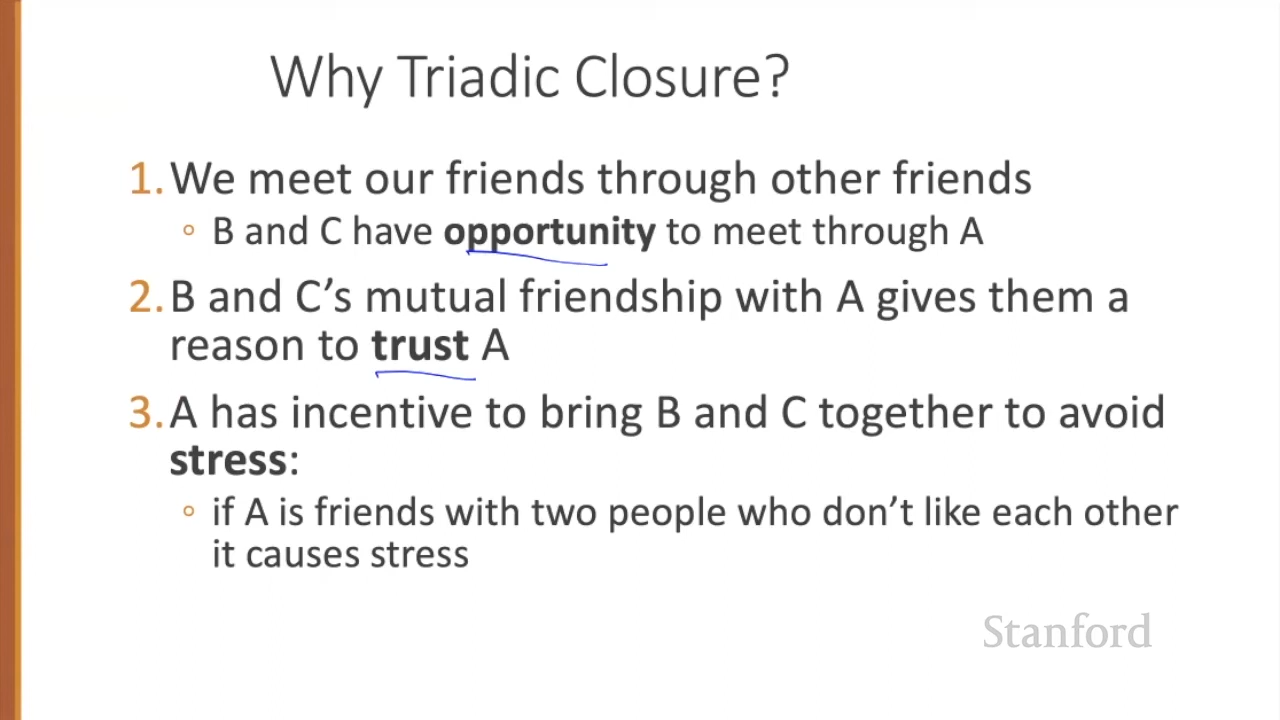 Why Triadic Closure?
1. We meet our friends through other friends
◦ B and C have opportunity to meet through A
2. B and C’s mutual friendship with A gives them a
reason to trust A
3. A has incentive to bring B and C together to avoid
stress:
◦ if A is friends with two people who don’t like each other
it causes stress
Stanford